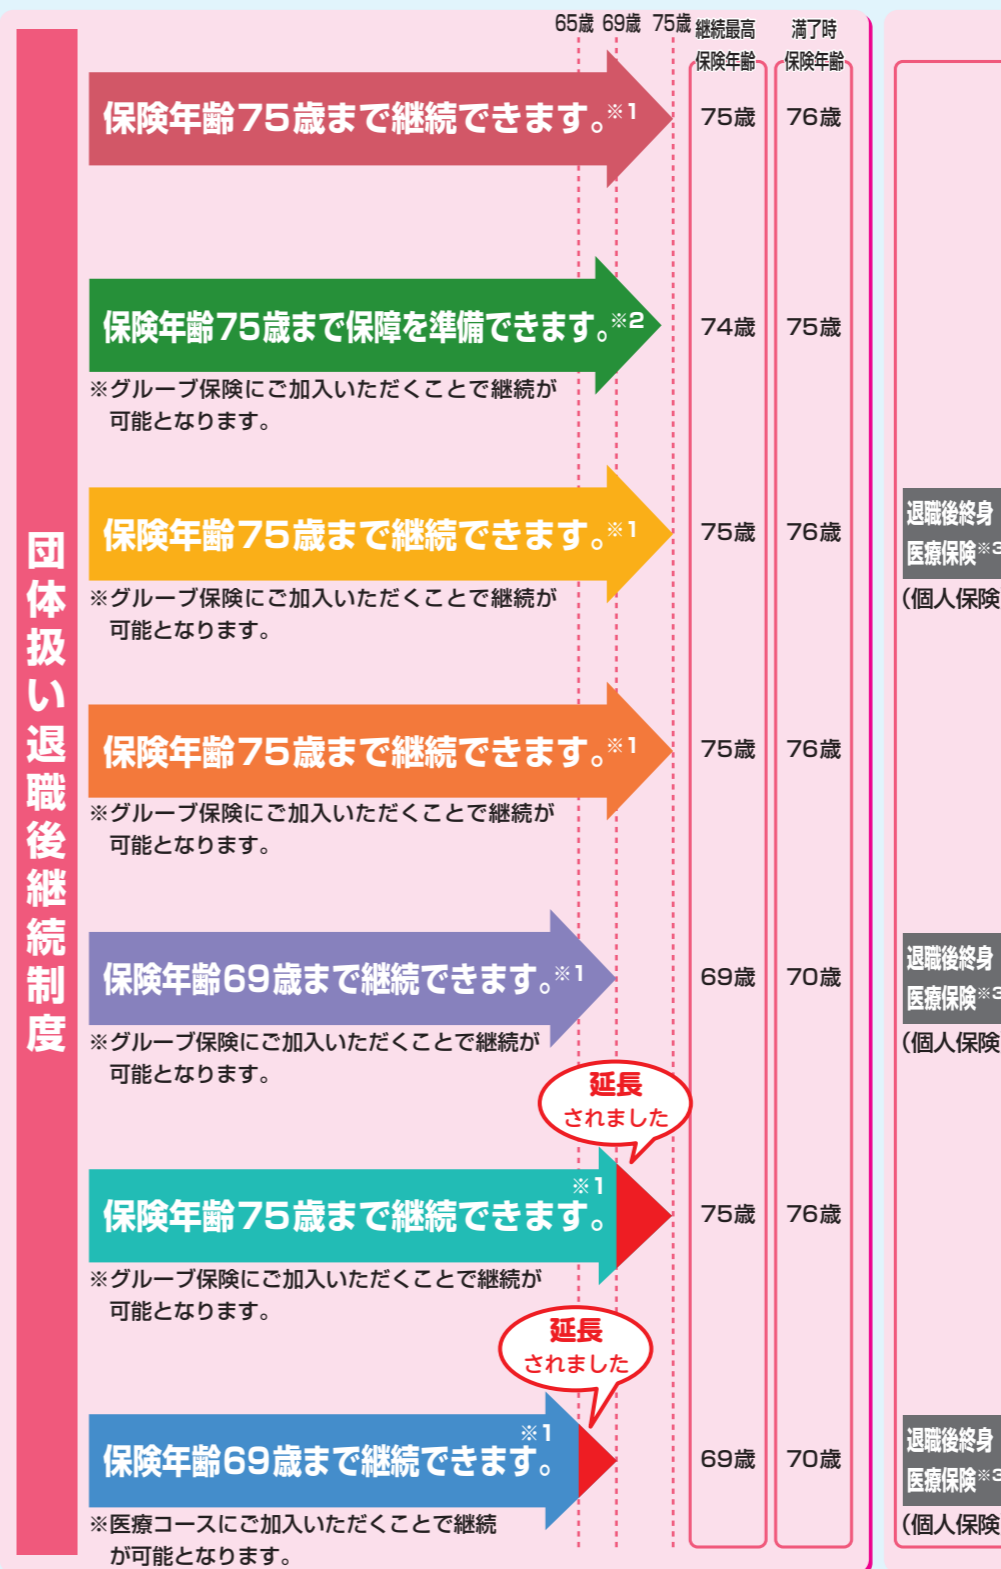 65歳 69歳 75歳 継続最高 満了時
保険年齢 保険年齢
団体扱い退職後継続制度
保険年齢75歳まで継続できます。※1 75歳 76歳
保険年齢75歳まで保障を準備できます。※2 74歳 75歳
※グループ保険にご加入いただくことで継続が
可能となります。
保険年齢75歳まで継続できます。※1 75歳 76歳
※グループ保険にご加入いただくことで継続が
可能となります。
退職後終身
医療保険※3
(個人保険
保険年齢75歳まで継続できます。※1 75歳 76歳
※グループ保険にご加入いただくことで継続が
可能となります。
保険年齢69歳まで継続できます。※1 69歳 70歳
※グループ保険にご加入いただくことで継続が
可能となります。
退職後終身
医療保険※3
(個人保険
延長
されました
保険年齢75歳まで継続できます。※1 75歳 76歳
※グループ保険にご加入いただくことで継続が
可能となります。
延長
されました
保険年齢69歳まで継続できます。※1 69歳 70歳
※医療コースにご加入いただくことで継続
が可能となります。
退職後終身
医療保険※3
(個人保険